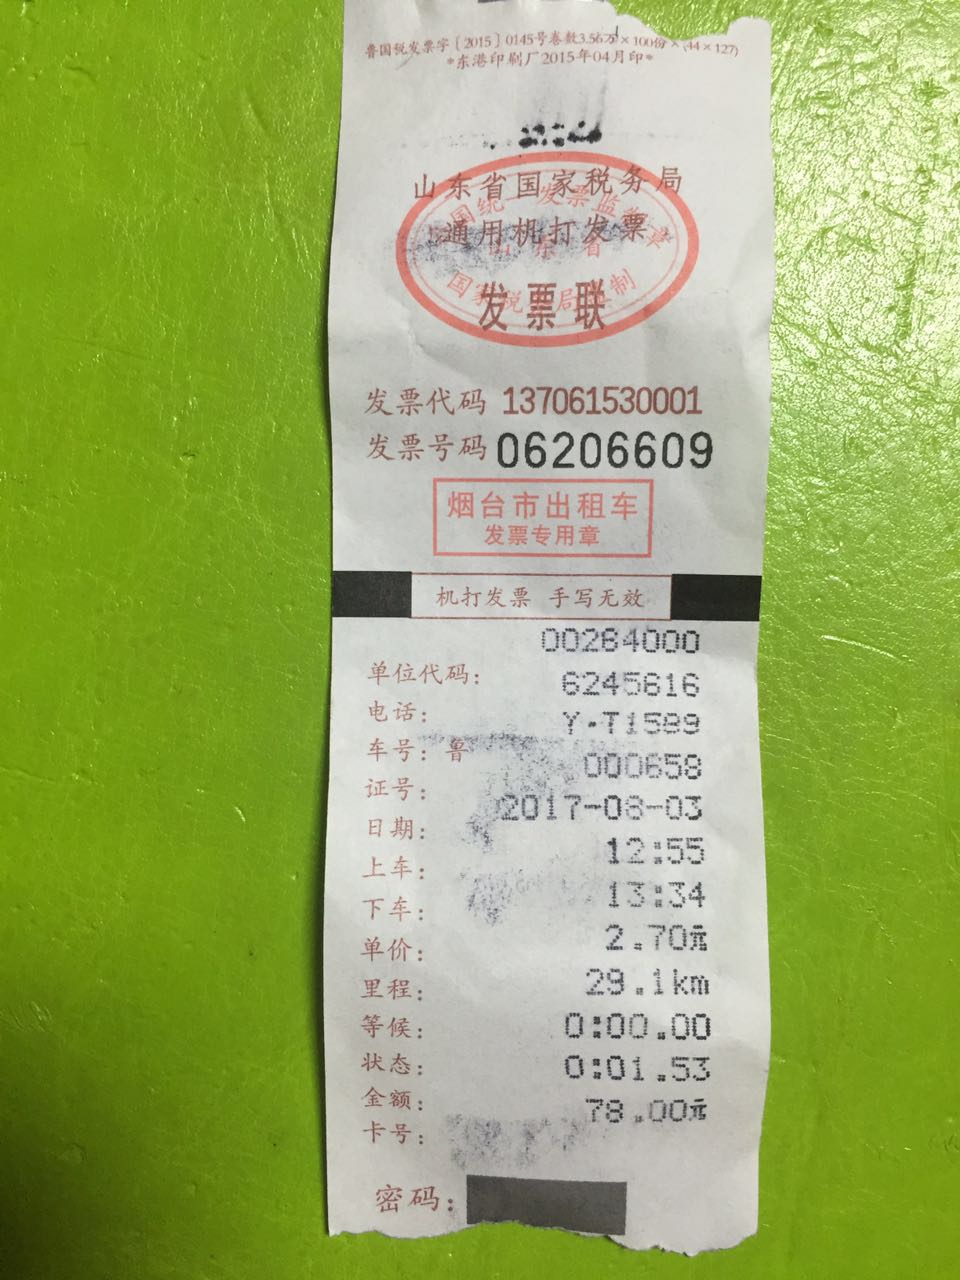 鲁国税发票字〔2015〕0145号卷数3.56万×100份×(44×127)
*东港印刷厂2015年04月印*
山东省国家税务局
通用机打发票
发票联
发票代码 137061530001
发票号码 06206609
烟台市出租车
发票专用章
机打发票 手写无效
00284000
单位代码: 6245616
电话: Y·T1589
车号:鲁 000658
证号: 2017-08-03
日期: 12:55
上车: 13:34
下车: 2.70元
单价: 29.1km
里程: 0:00.00
等候: 0:01.53
状态: 78.00元
金额:
卡号:
密码: